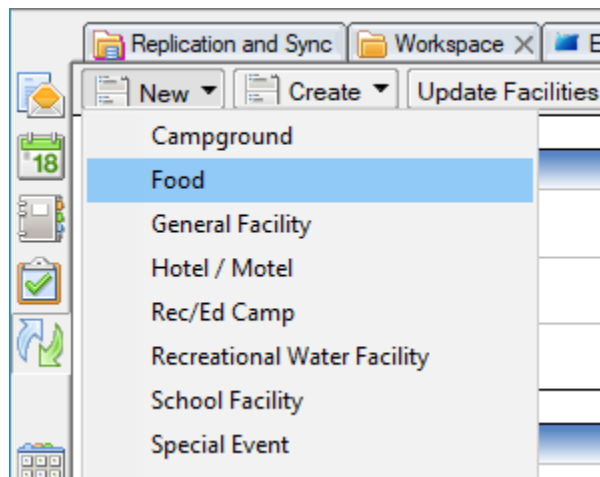 Replication and Sync Workspace
New Create Update Facilities
18
Campground
Food
General Facility
Hotel / Motel
Rec/Ed Camp
Recreational Water Facility
School Facility
Special Event